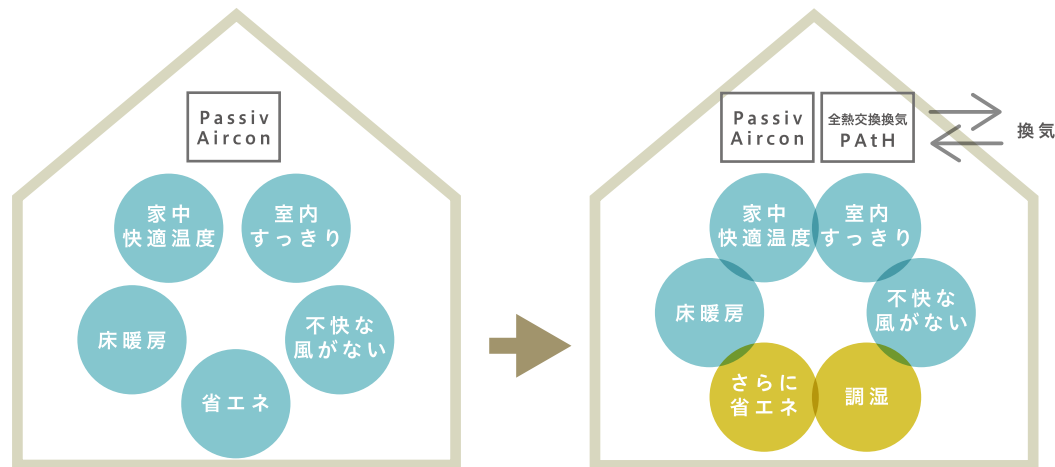 Passiv
Aircon
家中
快適温度
室内
すっきり
床暖房
不快な
風がない
省エネ
Passiv
Aircon
全熱交換換気
PAtH
換気
家中
快適温度
室内
すっきり
床暖房
不快な
風がない
さらに
省エネ
調湿